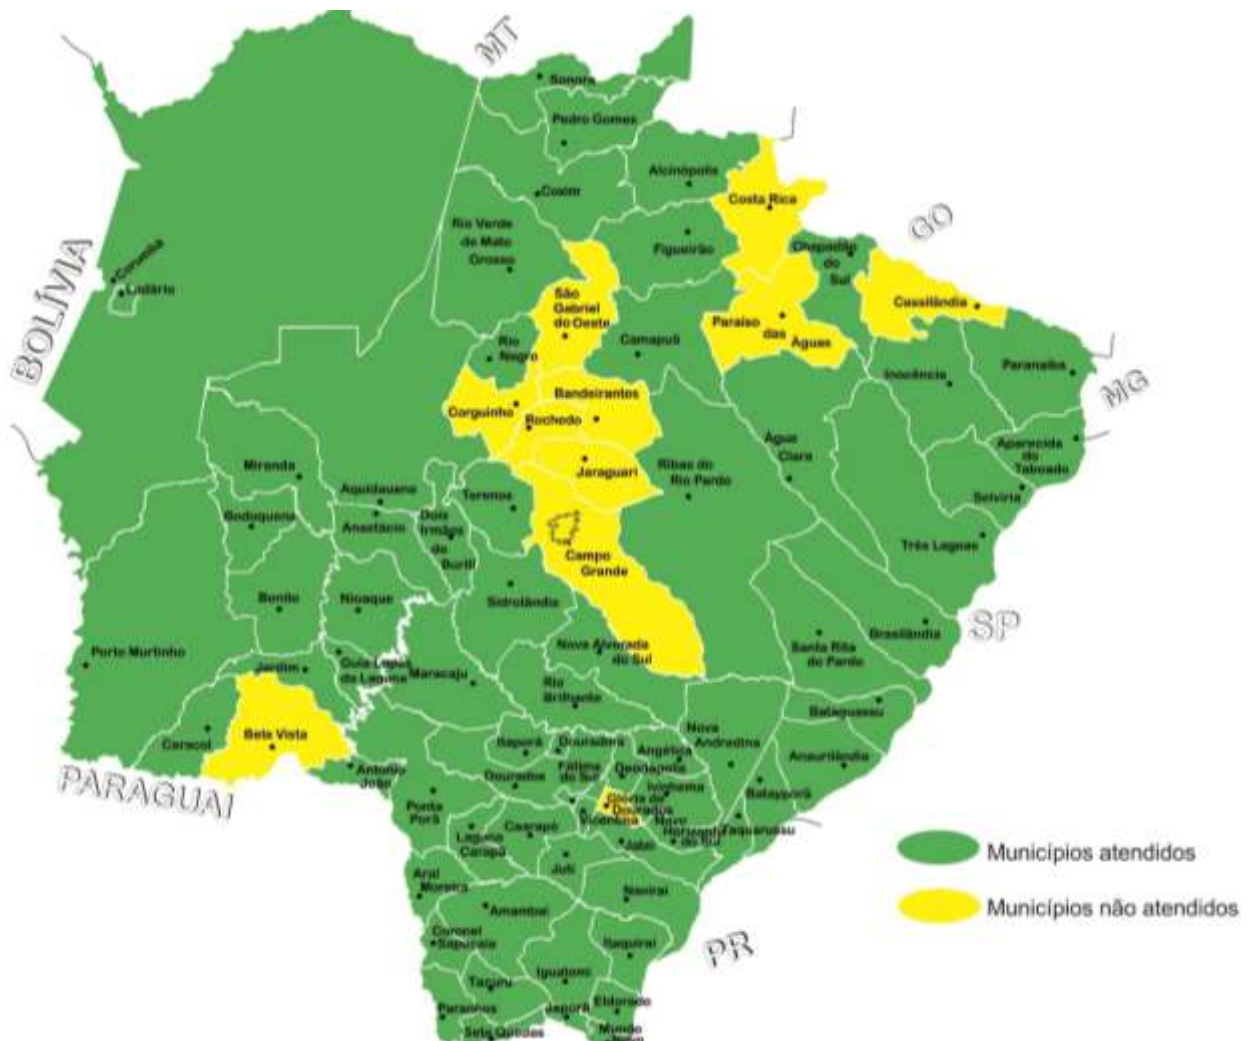 MT
Sonora
Pedro Gomes
Alcinópolis
Coxim
Costa Rica
GO
Rio Verde
de Mato
Grosso
Figueirão
Chapadão
do
Sul
BOLÍVIA
Corumbá
Ladário
São
Gabriel
do Oeste
Cassilândia
Paraíso
das
Águas
Rio
Negro
Camapuã
Inocência
Paranaíba
MG
Corguinho
Bandeirantes
Rochedo
Água
Clara
Aparecida
do
Taboado
Miranda
Jaraguari
Ribas do
Rio Pardo
Selvíria
Aquidauana
Terenos
Bodoquena
Anastácio
Dois
Irmãos
do
Buriti
Três Lagoas
Campo
Grande
Bonito
Nioaque
Sidrolândia
SP
Brasilândia
Santa Rita
do Pardo
Nova Alvorada
do Sul
Porto Murtinho
Jardim
Guia Lopes
da Laguna
Maracaju
Rio
Brilhante
Bataguassu
Caracol
Bela Vista
Nova
Andradina
Itaporã
Douradina
Angélica
Anaurilândia
PARAGUAI
Antonio
João
Dourados
Fátima
do Sul
Deodápolis
Ivinhema
Batayporã
Ponta
Porã
Glória de
Dourados
Vicentina
Novo
Horizonte
do Sul
Taquarussu
Laguna
Carapã
Caarapó
Jateí
Juti
Municípios atendidos
Aral
Moreira
Naviraí
Amambai
Municípios não atendidos
Coronel
Sapucaia
PR
Itaquiraí
Iguatemi
Tacuru
Paranhos
Japorã
Eldorado
Sete Quedas
Mundo
Novo